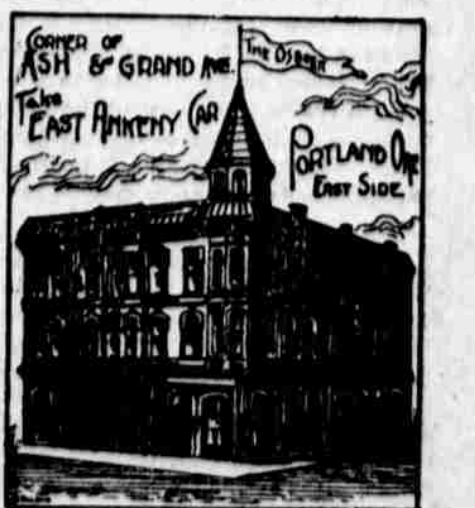 CORNER OF
ASH & GRAND AVE.
Take
EAST ANKENY CAR
THE OSBORN
PORTLAND ORE
EAST SIDE